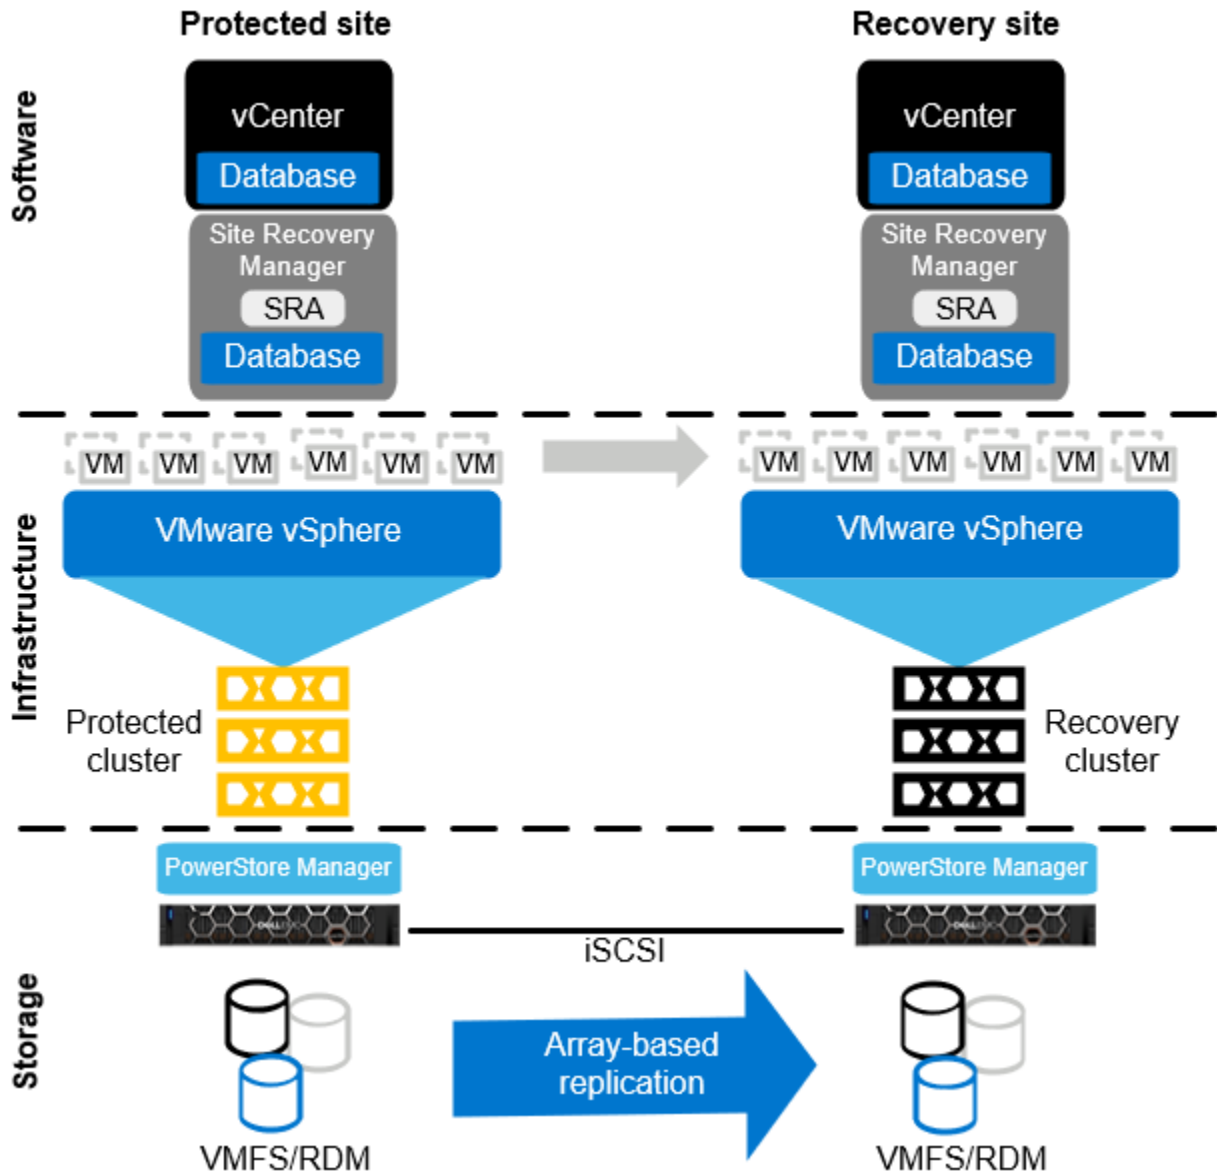 Protected site
Recovery site
Software
vCenter
Database
Site Recovery
Manager
SRA
Database
vCenter
Database
Site Recovery
Manager
SRA
Database
Infrastructure
VM VM VM VM VM VM
VMware vSphere
Protected
cluster
VM VM VM VM VM VM
VMware vSphere
Recovery
cluster
Storage
PowerStore Manager
iSCSI
PowerStore Manager
Array-based
replication
VMFS/RDM
VMFS/RDM